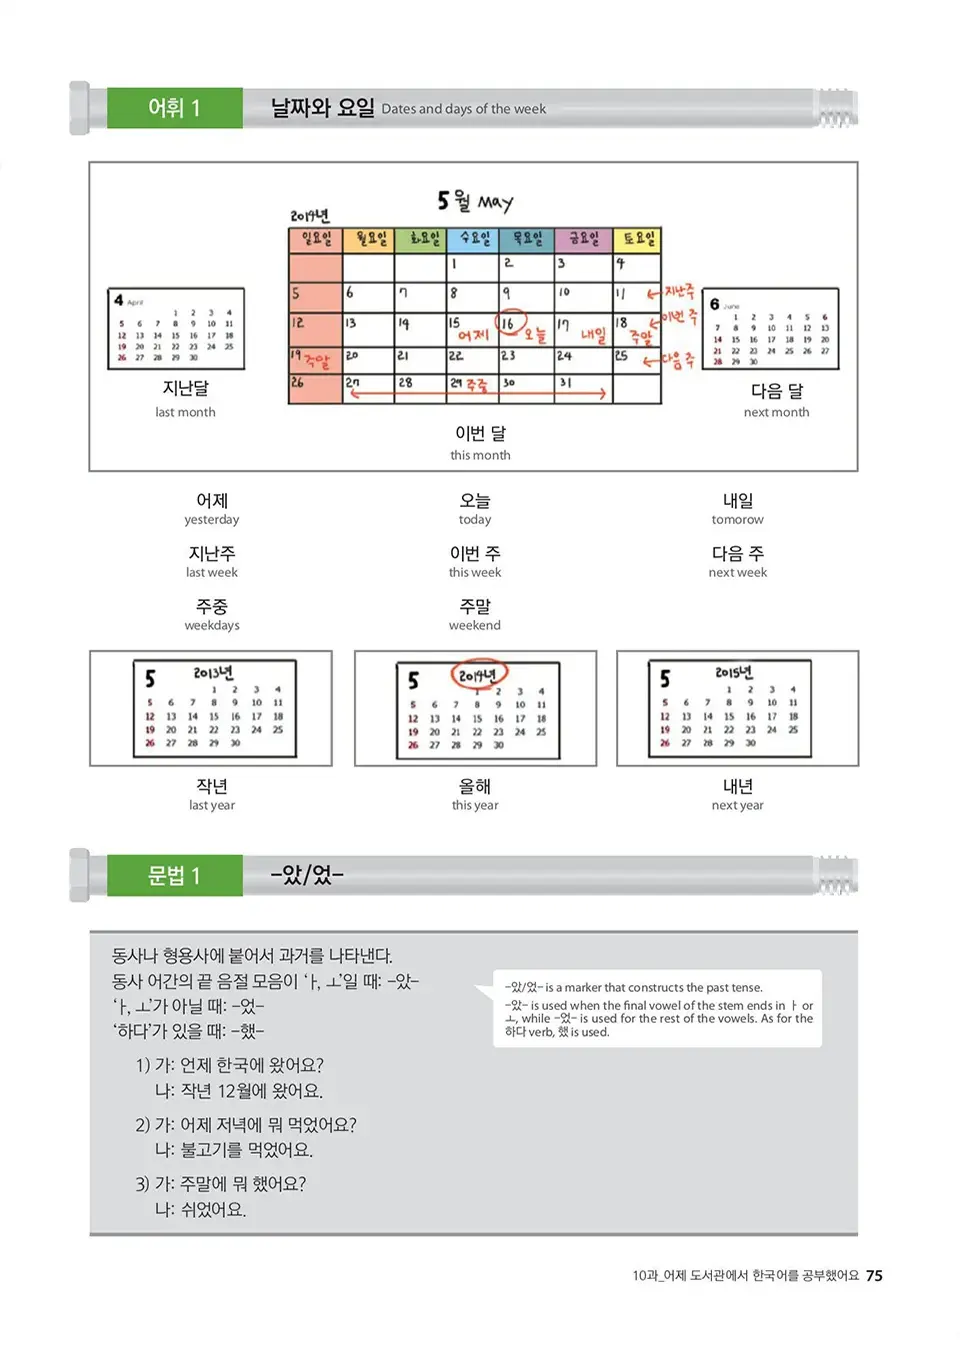 어휘 1 날짜와 요일 Dates and days of the week
5월 May
2014년
일요일 월요일 화요일 수요일 목요일 금요일 토요일
1 2 3 4
5 6 7 8 9 10 11 ← 지난주
12 13 14 15 어제 16 오늘 17 내일 18 주말 ← 이번 주
19 주말 20 21 22 23 24 25 ← 다음 주
26 27 28 29 주중 30 31
4 April
1 2 3 4
5 6 7 8 9 10 11
12 13 14 15 16 17 18
19 20 21 22 23 24 25
26 27 28 29 30
지난달
last month
6 June
1 2 3 4 5 6
7 8 9 10 11 12 13
14 15 16 17 18 19 20
21 22 23 24 25 26 27
28 29 30
다음 달
next month
이번 달
this month
어제 오늘 내일
yesterday today tomorow
지난주 이번 주 다음 주
last week this week next week
주중 주말
weekdays weekend
5 2013년
1 2 3 4
5 6 7 8 9 10 11
12 13 14 15 16 17 18
19 20 21 22 23 24 25
26 27 28 29 30
작년
last year
5 2014년
1 2 3 4
5 6 7 8 9 10 11
12 13 14 15 16 17 18
19 20 21 22 23 24 25
26 27 28 29 30
올해
this year
5 2015년
1 2 3 4
5 6 7 8 9 10 11
12 13 14 15 16 17 18
19 20 21 22 23 24 25
26 27 28 29 30
내년
next year
문법 1 –았/었–
동사나 형용사에 붙어서 과거를 나타낸다.
동사 어간의 끝 음절 모음이 ‘ㅏ, ㅗ’일 때: –았–
‘ㅏ, ㅗ’가 아닐 때: –었–
‘하다’가 있을 때: –했–
–았/었– is a marker that constructs the past tense.
–았– is used when the final vowel of the stem ends in ㅏ or
ㅗ, while –었– is used for the rest of the vowels. As for the
하다 verb, 했 is used.
1) 가: 언제 한국에 왔어요?
나: 작년 12월에 왔어요.
2) 가: 어제 저녁에 뭐 먹었어요?
나: 불고기를 먹었어요.
3) 가: 주말에 뭐 했어요?
나: 쉬었어요.
10과_어제 도서관에서 한국어를 공부했어요 75